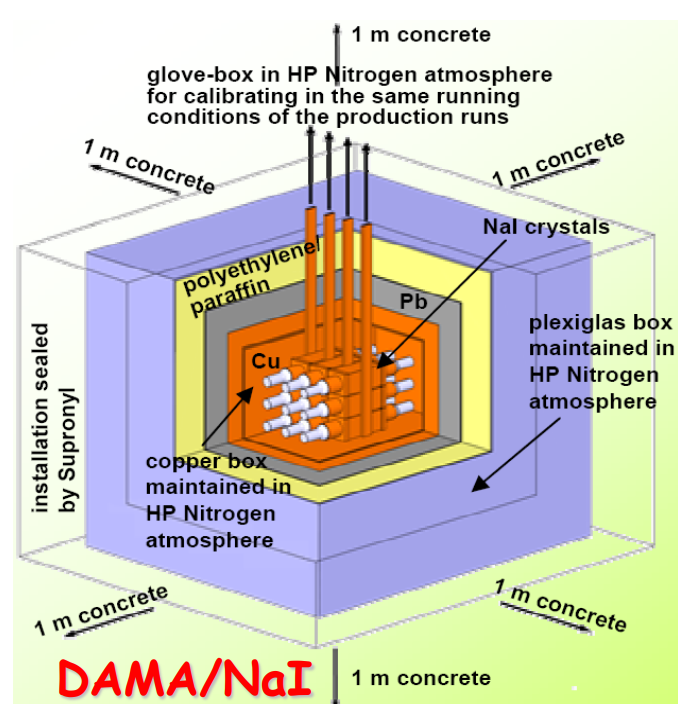 1 m concrete
glove-box in HP Nitrogen atmosphere
for calibrating in the same running
conditions of the production runs
1 m concrete
1 m concrete
NaI crystals
polyethylene/
paraffin
Pb
plexiglas box
maintained in
HP Nitrogen
atmosphere
Cu
installation sealed
by Supronyl
copper box
maintained in
HP Nitrogen
atmosphere
1 m concrete
1 m concrete
DAMA/NaI
1 m concrete